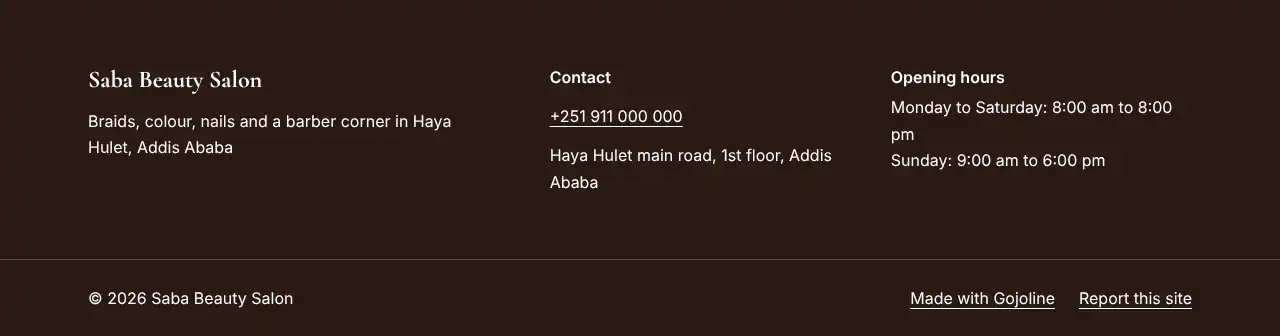 Saba Beauty Salon
Braids, colour, nails and a barber corner in Haya
Hulet, Addis Ababa
Contact
+251 911 000 000
Haya Hulet main road, 1st floor, Addis
Ababa
Opening hours
Monday to Saturday: 8:00 am to 8:00
pm
Sunday: 9:00 am to 6:00 pm
© 2026 Saba Beauty Salon
Made with Gojoline
Report this site